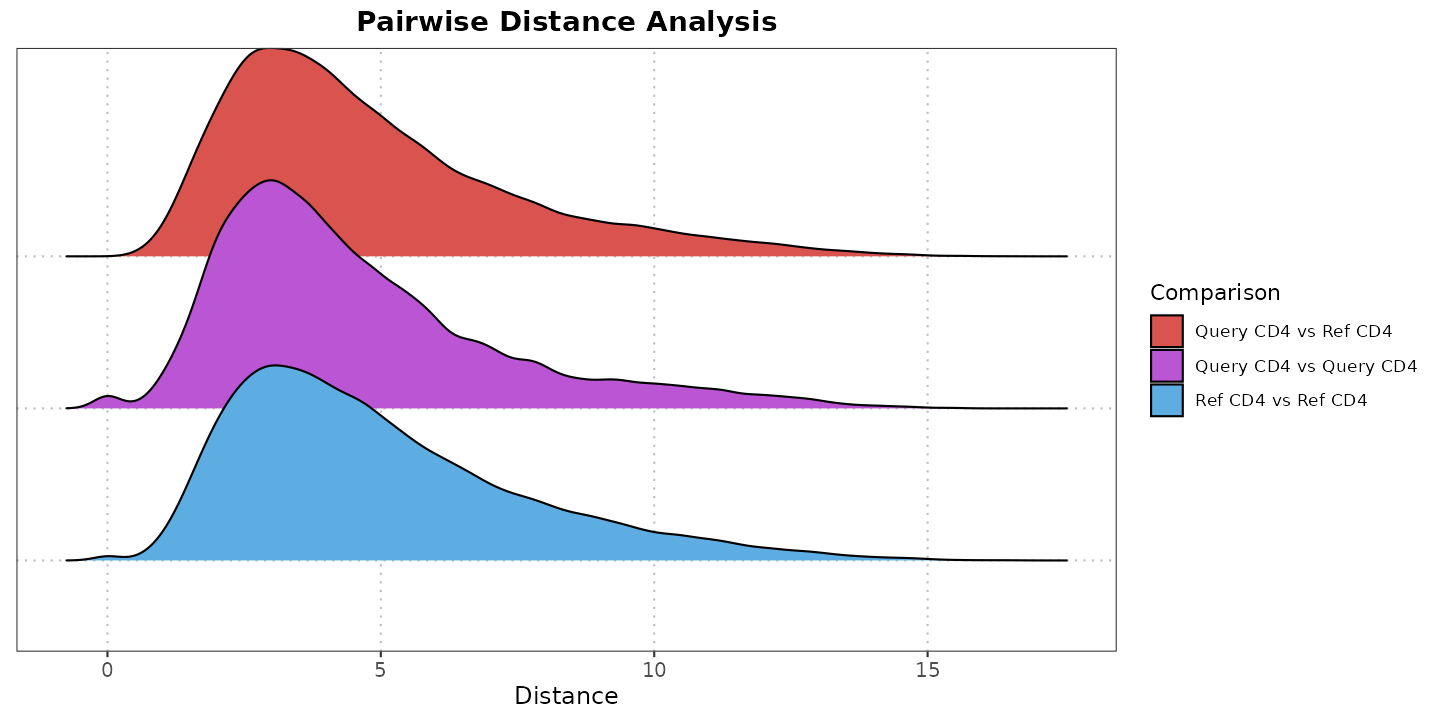 Pairwise Distance Analysis
Comparison
Query CD4 vs Ref CD4
Query CD4 vs Query CD4
Ref CD4 vs Ref CD4
0 5 10 15
Distance